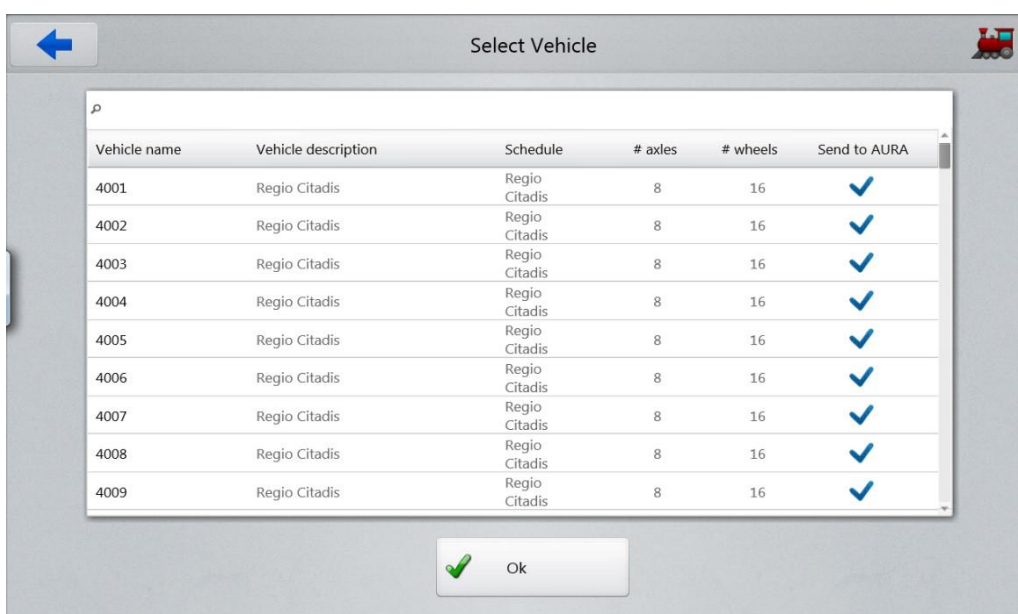 Select Vehicle
Vehicle name Vehicle description Schedule # axles # wheels Send to AURA
4001 Regio Citadis Regio Citadis 8 16
4002 Regio Citadis Regio Citadis 8 16
4003 Regio Citadis Regio Citadis 8 16
4004 Regio Citadis Regio Citadis 8 16
4005 Regio Citadis Regio Citadis 8 16
4006 Regio Citadis Regio Citadis 8 16
4007 Regio Citadis Regio Citadis 8 16
4008 Regio Citadis Regio Citadis 8 16
4009 Regio Citadis Regio Citadis 8 16
Ok